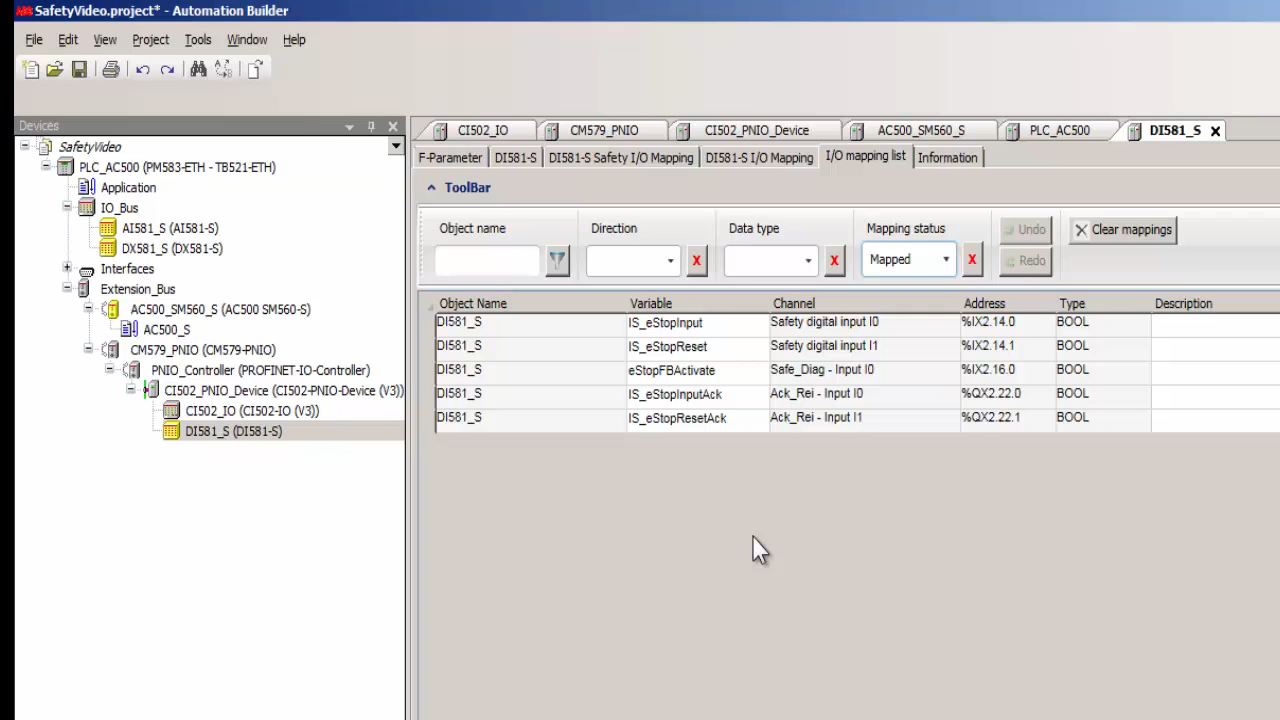 ABB SafetyVideo.project* - Automation Builder
File Edit View Project Tools Window Help
Devices
SafetyVideo
PLC_AC500 (PM583-ETH - TB521-ETH)
Application
IO_Bus
AI581_S (AI581-S)
DX581_S (DX581-S)
Interfaces
Extension_Bus
AC500_SM560_S (AC500 SM560-S)
AC500_S
CM579_PNIO (CM579-PNIO)
PNIO_Controller (PROFINET-IO-Controller)
CI502_PNIO_Device (CI502-PNIO-Device (V3))
CI502_IO (CI502-IO (V3))
DI581_S (DI581-S)
CI502_IO CM579_PNIO CI502_PNIO_Device AC500_SM560_S PLC_AC500 DI581_S
F-Parameter DI581-S DI581-S Safety I/O Mapping DI581-S I/O Mapping I/O mapping list Information
ToolBar
Object name Direction Data type Mapping status Undo Clear mappings
Mapped Redo
Object Name Variable Channel Address Type Description
DI581_S IS_eStopInput Safety digital input I0 %IX2.14.0 BOOL
DI581_S IS_eStopReset Safety digital input I1 %IX2.14.1 BOOL
DI581_S eStopFBActivate Safe_Diag - Input I0 %IX2.16.0 BOOL
DI581_S IS_eStopInputAck Ack_Rei - Input I0 %QX2.22.0 BOOL
DI581_S IS_eStopResetAck Ack_Rei - Input I1 %QX2.22.1 BOOL